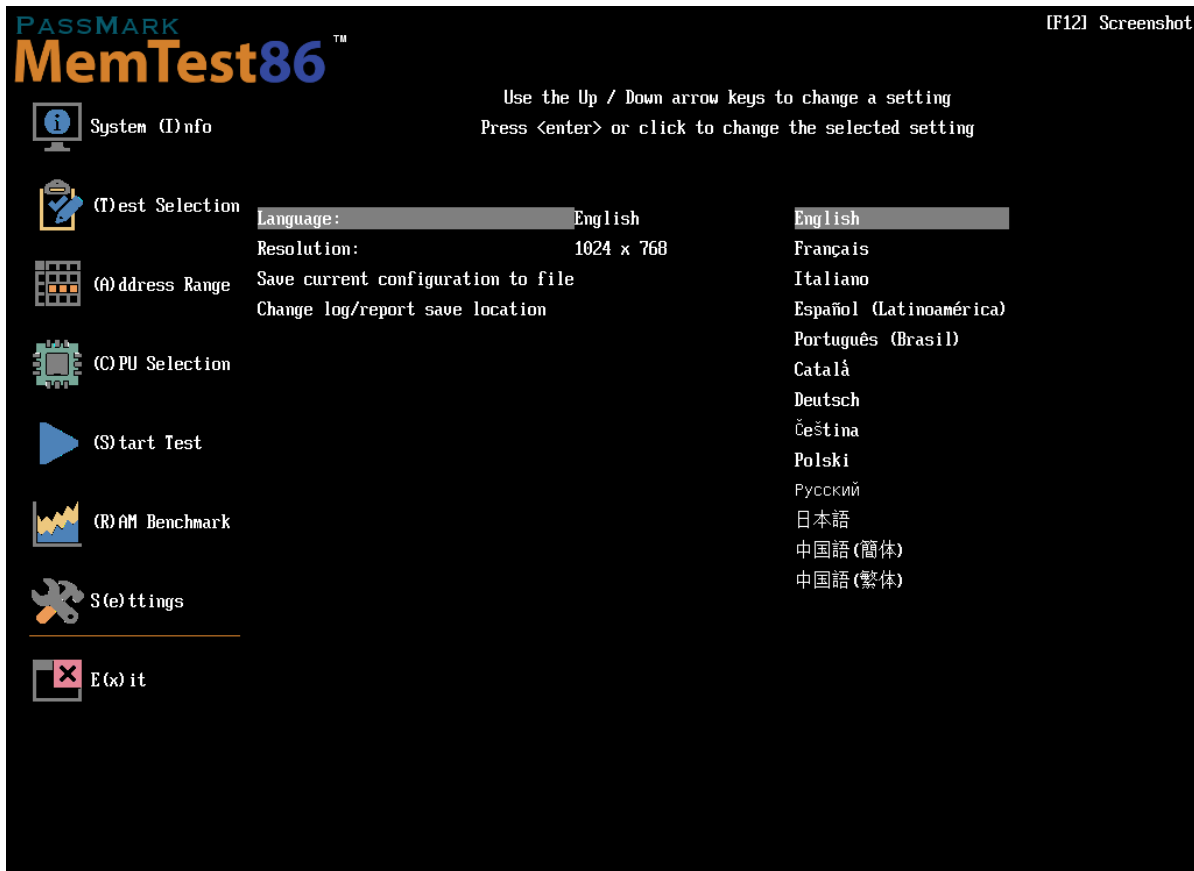 PASSMARK
MemTest86™
[F12] Screenshot
Use the Up / Down arrow keys to change a setting
Press <enter> or click to change the selected setting
System (I)nfo
(T)est Selection
(A)ddress Range
(C)PU Selection
(S)tart Test
(R)AM Benchmark
S(e)ttings
E(x)it
Language: English
Resolution: 1024 x 768
Save current configuration to file
Change log/report save location
English
Français
Italiano
Español (Latinoamérica)
Português (Brasil)
Català
Deutsch
Čeština
Polski
Русский
日本語
中国語(簡体)
中国語(繁体)